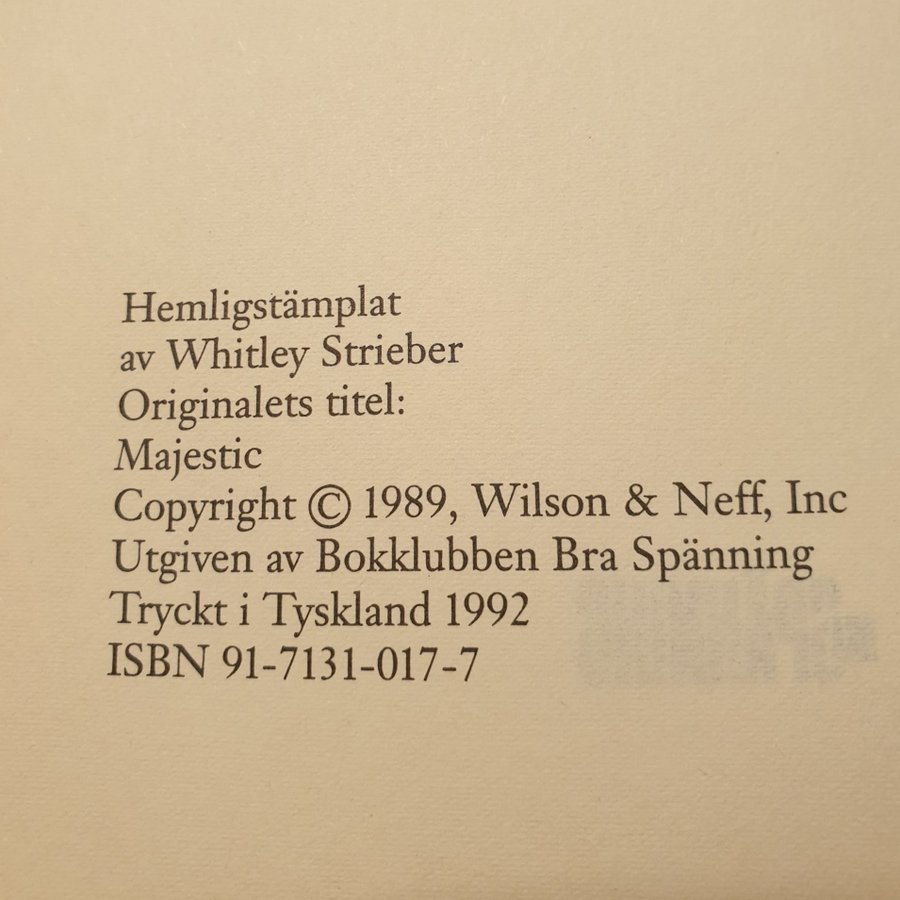 Hemligstämplat
av Whitley Strieber
Originalets titel:
Majestic
Copyright © 1989, Wilson & Neff, Inc
Utgiven av Bokklubben Bra Spänning
Tryckt i Tyskland 1992
ISBN 91-7131-017-7